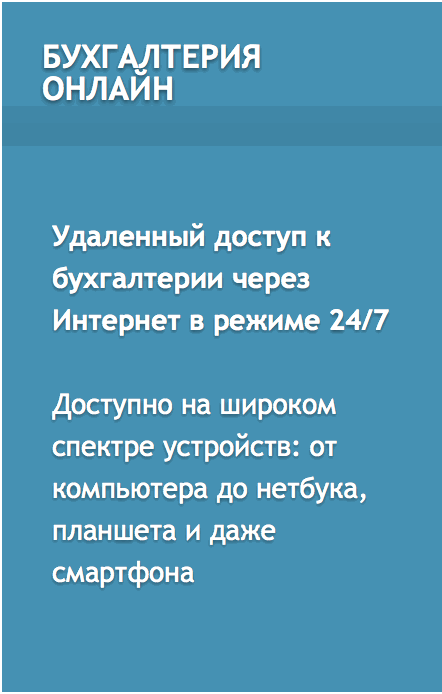 БУХГАЛТЕРИЯ
ОНЛАЙН
Удаленный доступ к
бухгалтерии через
Интернет в режиме 24/7
Доступно на широком
спектре устройств: от
компьютера до нетбука,
планшета и даже
смартфона